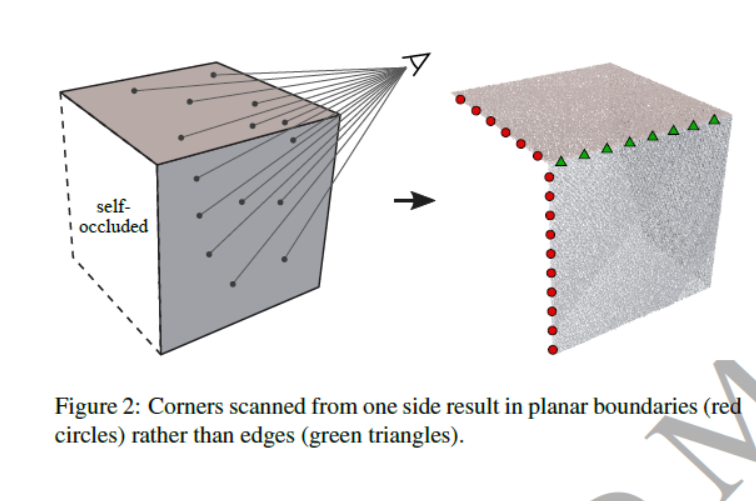 self-
occluded
Figure 2: Corners scanned from one side result in planar boundaries (red
circles) rather than edges (green triangles).
M